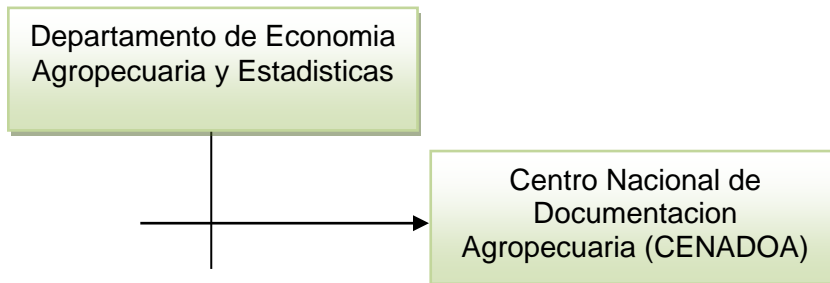 Departamento de Economia
Agropecuaria y Estadisticas
Centro Nacional de
Documentacion
Agropecuaria (CENADOA)